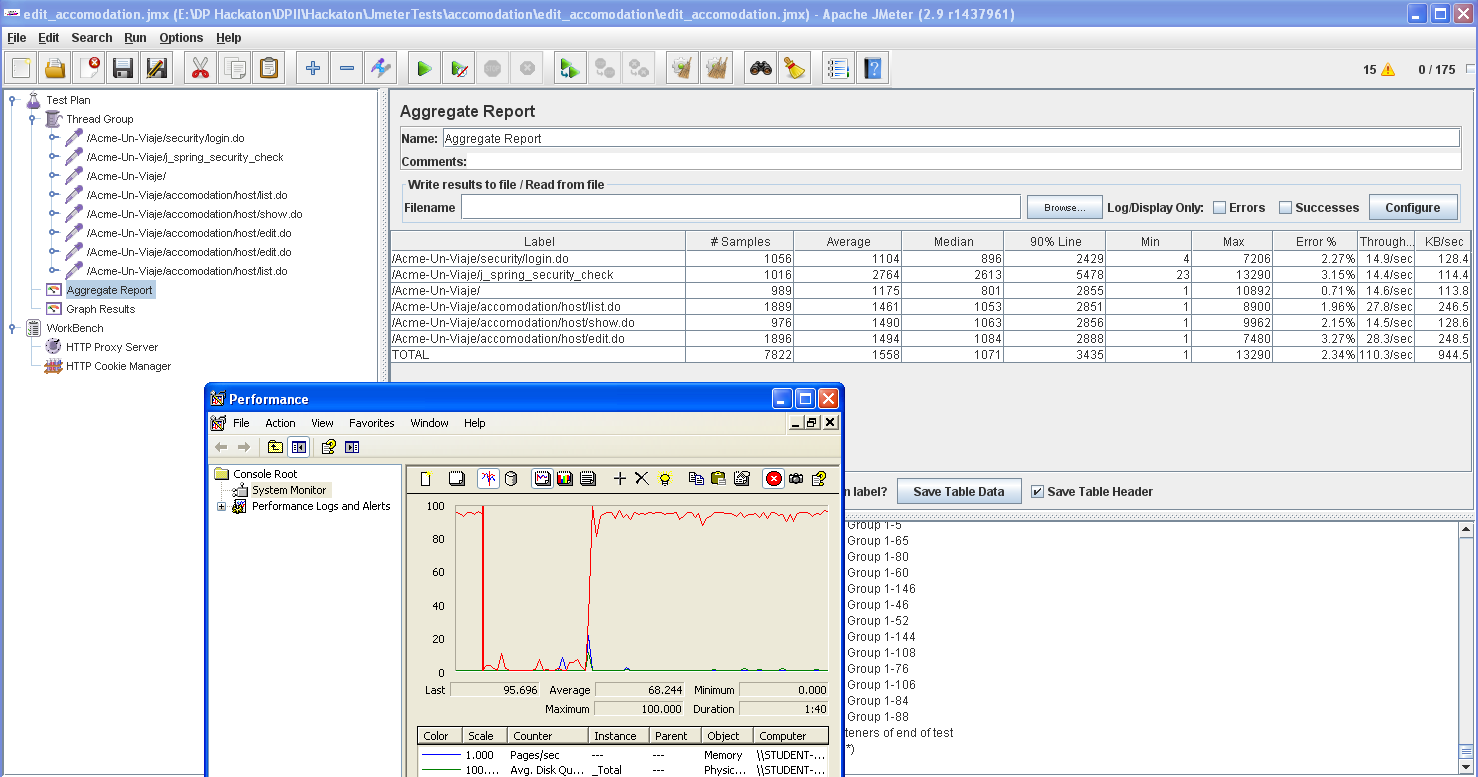 edit_accomodation.jmx (E:\DP Hackaton\DPII\Hackaton\JmeterTests\accomodation\edit_accomodation\edit_accomodation.jmx) - Apache JMeter (2.9 r1437961)
File Edit Search Run Options Help
15 0 / 175
Test Plan
Thread Group
/Acme-Un-Viaje/security/login.do
/Acme-Un-Viaje/j_spring_security_check
/Acme-Un-Viaje/
/Acme-Un-Viaje/accomodation/host/list.do
/Acme-Un-Viaje/accomodation/host/show.do
/Acme-Un-Viaje/accomodation/host/edit.do
/Acme-Un-Viaje/accomodation/host/edit.do
/Acme-Un-Viaje/accomodation/host/list.do
Aggregate Report
Graph Results
WorkBench
HTTP Proxy Server
HTTP Cookie Manager
Aggregate Report
Name: Aggregate Report
Comments:
Write results to file / Read from file
Filename Browse... Log/Display Only: Errors Successes Configure
Label # Samples Average Median 90% Line Min Max Error % Through... KB/sec
/Acme-Un-Viaje/security/login.do 1056 1104 896 2429 4 7206 2.27% 14.9/sec 128.4
/Acme-Un-Viaje/j_spring_security_check 1016 2764 2613 5478 23 13290 3.15% 14.4/sec 114.4
/Acme-Un-Viaje/ 989 1175 801 2855 1 10892 0.71% 14.6/sec 113.8
/Acme-Un-Viaje/accomodation/host/list.do 1889 1461 1053 2851 1 8900 1.96% 27.8/sec 246.5
/Acme-Un-Viaje/accomodation/host/show.do 976 1490 1063 2856 1 9962 2.15% 14.5/sec 128.6
/Acme-Un-Viaje/accomodation/host/edit.do 1896 1494 1084 2888 1 7480 3.27% 28.3/sec 248.5
TOTAL 7822 1558 1071 3435 1 13290 2.34% 110.3/sec 944.5
n label? Save Table Data Save Table Header
Group 1-5
Group 1-65
Group 1-80
Group 1-60
Group 1-146
Group 1-46
Group 1-52
Group 1-144
Group 1-108
Group 1-76
Group 1-106
Group 1-84
Group 1-88
teners of end of test
*)
Performance
File Action View Favorites Window Help
Console Root
System Monitor
Performance Logs and Alerts
100
80
60
40
20
0
Last 95.696 Average 68.244 Minimum 0.000
Maximum 100.000 Duration 1:40
Color Scale Counter Instance Parent Object Computer
1.000 Pages/sec --- --- Memory \\STUDENT-...
100.... Avg. Disk Qu... _Total --- Physic... \\STUDENT-...